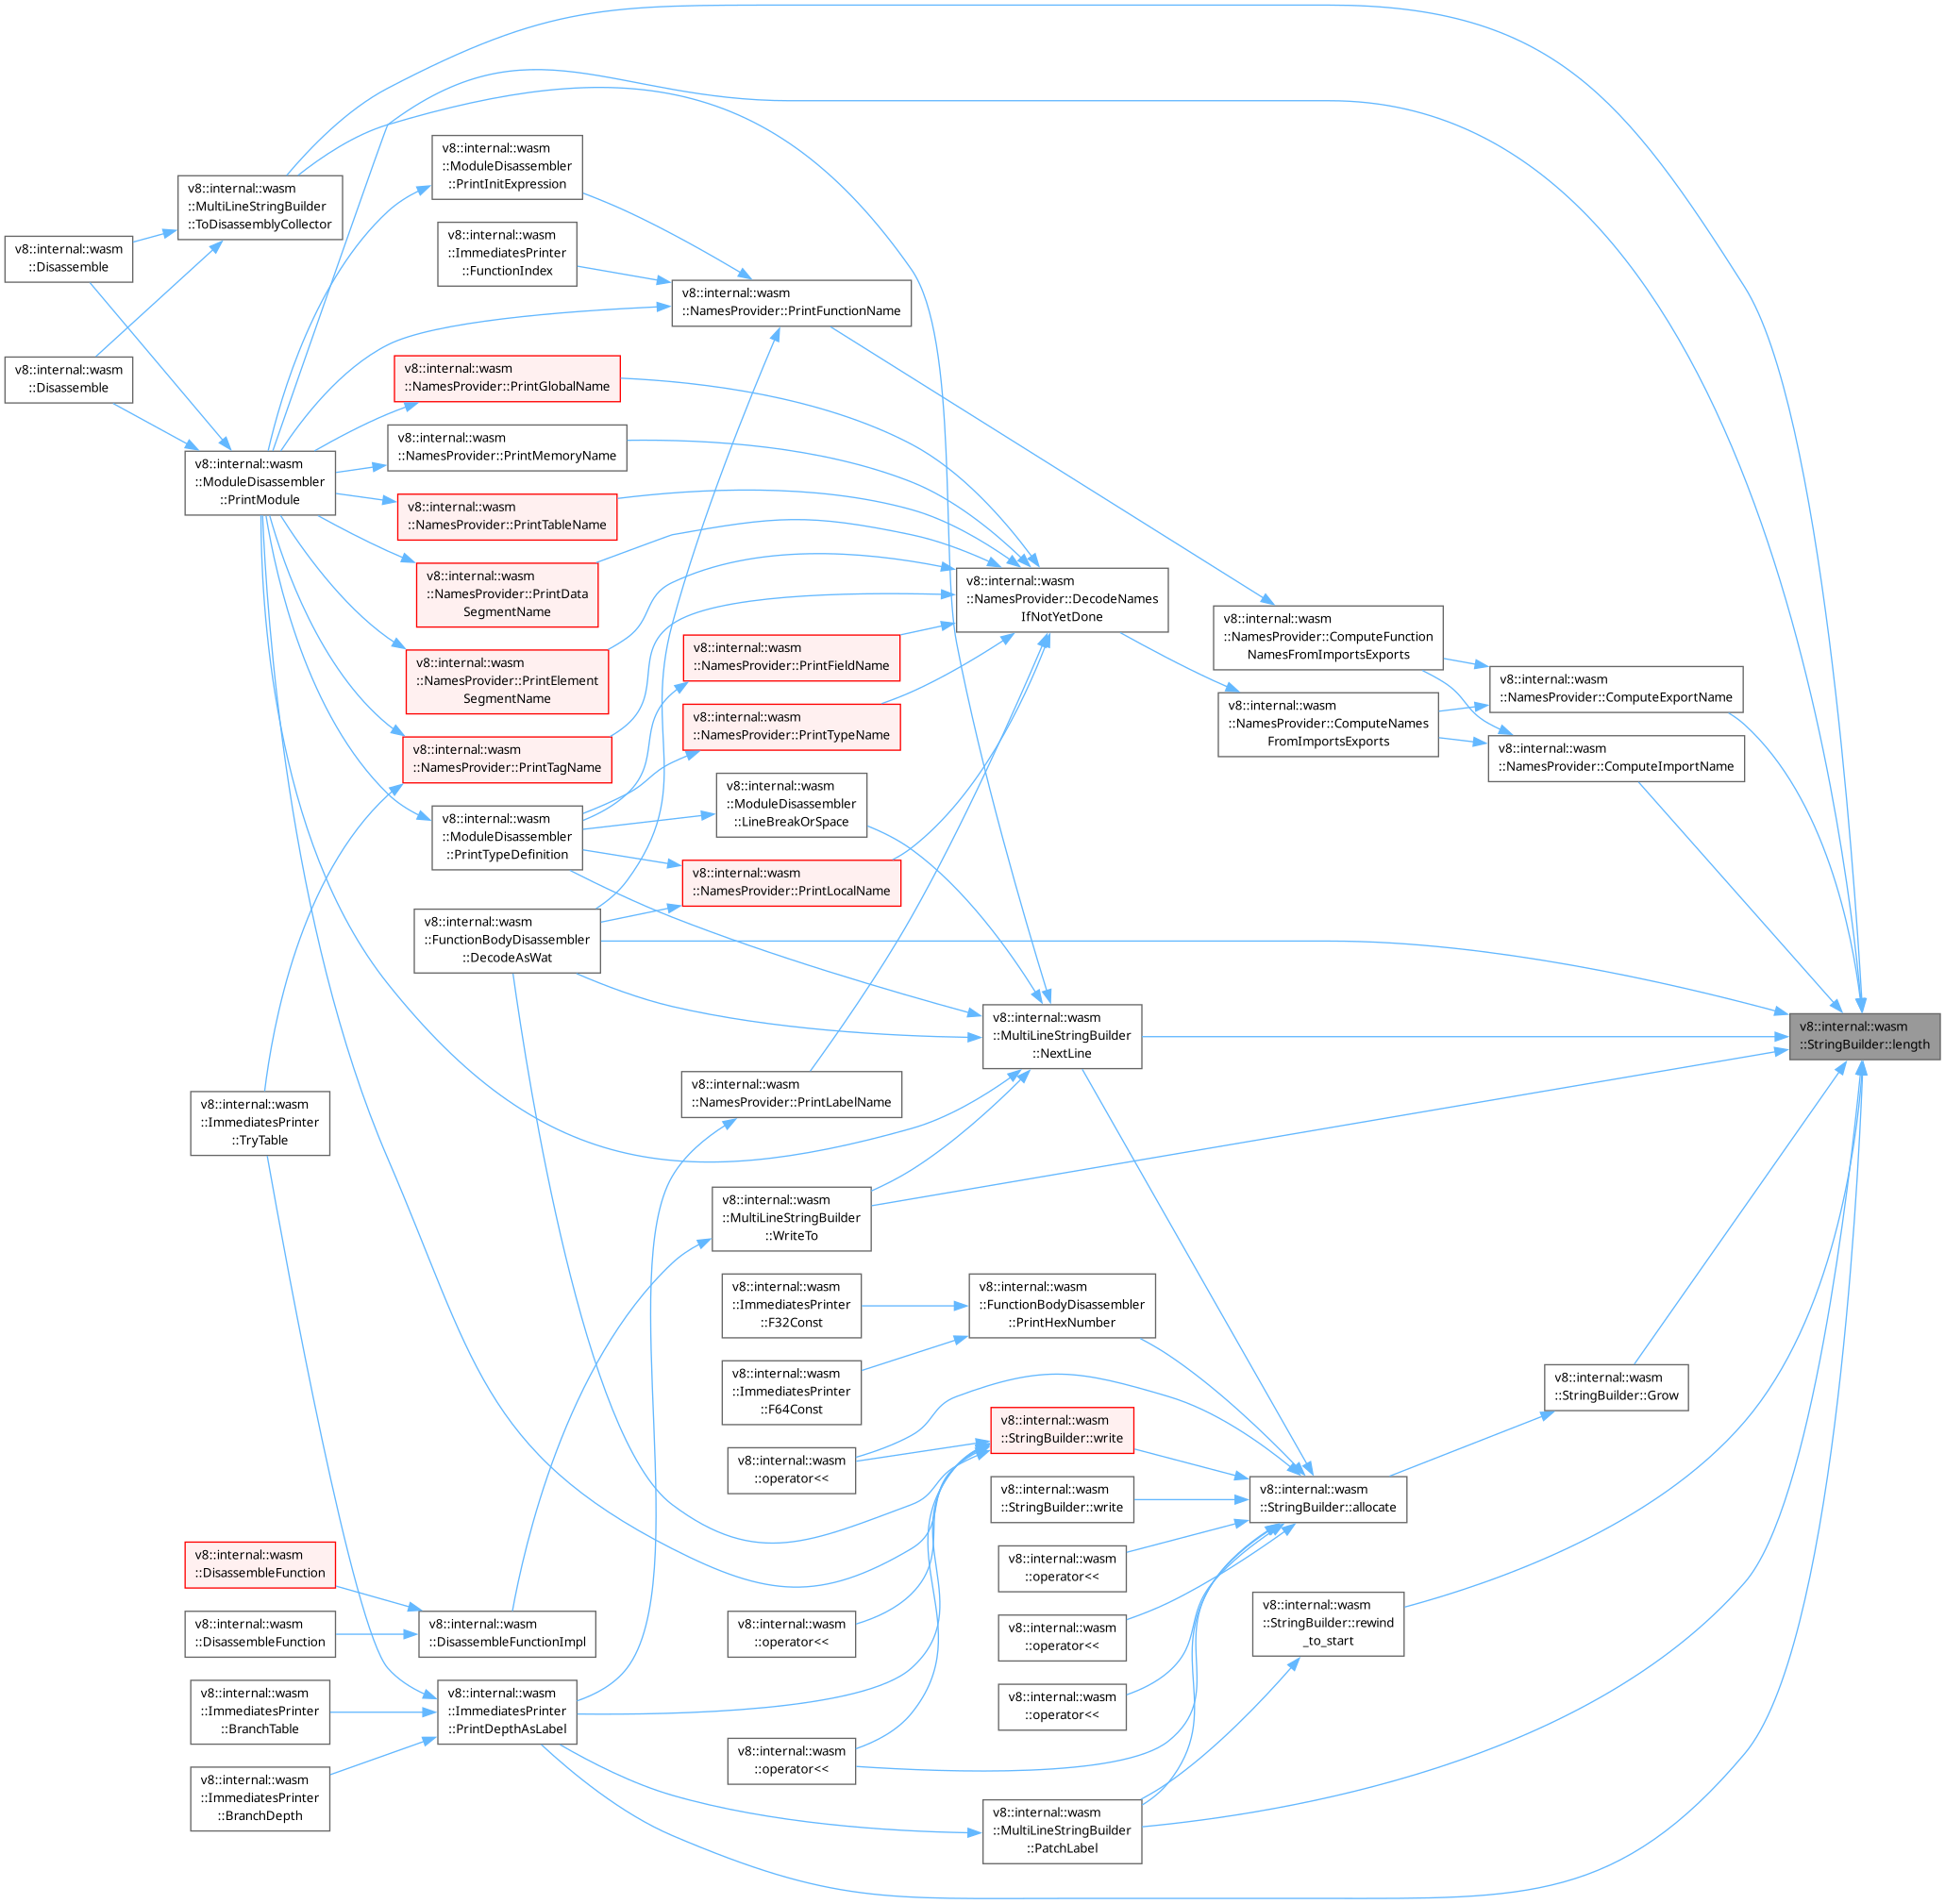 v8::internal::wasm
::ModuleDisassembler
::PrintInitExpression
v8::internal::wasm
::MultiLineStringBuilder
::ToDisassemblyCollector
v8::internal::wasm
::Disassemble
v8::internal::wasm
::ImmediatesPrinter
::FunctionIndex
v8::internal::wasm
::NamesProvider::PrintFunctionName
v8::internal::wasm
::Disassemble
v8::internal::wasm
::NamesProvider::PrintGlobalName
v8::internal::wasm
::NamesProvider::PrintMemoryName
v8::internal::wasm
::ModuleDisassembler
::PrintModule
v8::internal::wasm
::NamesProvider::PrintTableName
v8::internal::wasm
::NamesProvider::PrintData
SegmentName
v8::internal::wasm
::NamesProvider::DecodeNames
IfNotYetDone
v8::internal::wasm
::NamesProvider::ComputeFunction
NamesFromImportsExports
v8::internal::wasm
::NamesProvider::PrintElement
SegmentName
v8::internal::wasm
::NamesProvider::PrintFieldName
v8::internal::wasm
::NamesProvider::ComputeExportName
v8::internal::wasm
::NamesProvider::ComputeNames
FromImportsExports
v8::internal::wasm
::NamesProvider::PrintTypeName
v8::internal::wasm
::NamesProvider::PrintTagName
v8::internal::wasm
::NamesProvider::ComputeImportName
v8::internal::wasm
::ModuleDisassembler
::LineBreakOrSpace
v8::internal::wasm
::ModuleDisassembler
::PrintTypeDefinition
v8::internal::wasm
::NamesProvider::PrintLocalName
v8::internal::wasm
::FunctionBodyDisassembler
::DecodeAsWat
v8::internal::wasm
::MultiLineStringBuilder
::NextLine
v8::internal::wasm
::StringBuilder::length
v8::internal::wasm
::NamesProvider::PrintLabelName
v8::internal::wasm
::ImmediatesPrinter
::TryTable
v8::internal::wasm
::MultiLineStringBuilder
::WriteTo
v8::internal::wasm
::ImmediatesPrinter
::F32Const
v8::internal::wasm
::FunctionBodyDisassembler
::PrintHexNumber
v8::internal::wasm
::ImmediatesPrinter
::F64Const
v8::internal::wasm
::StringBuilder::Grow
v8::internal::wasm
::StringBuilder::write
v8::internal::wasm
::operator<<
v8::internal::wasm
::StringBuilder::write
v8::internal::wasm
::StringBuilder::allocate
v8::internal::wasm
::operator<<
v8::internal::wasm
::DisassembleFunction
v8::internal::wasm
::DisassembleFunction
v8::internal::wasm
::DisassembleFunctionImpl
v8::internal::wasm
::operator<<
v8::internal::wasm
::operator<<
v8::internal::wasm
::StringBuilder::rewind
_to_start
v8::internal::wasm
::operator<<
v8::internal::wasm
::ImmediatesPrinter
::BranchTable
v8::internal::wasm
::ImmediatesPrinter
::PrintDepthAsLabel
v8::internal::wasm
::operator<<
v8::internal::wasm
::ImmediatesPrinter
::BranchDepth
v8::internal::wasm
::MultiLineStringBuilder
::PatchLabel